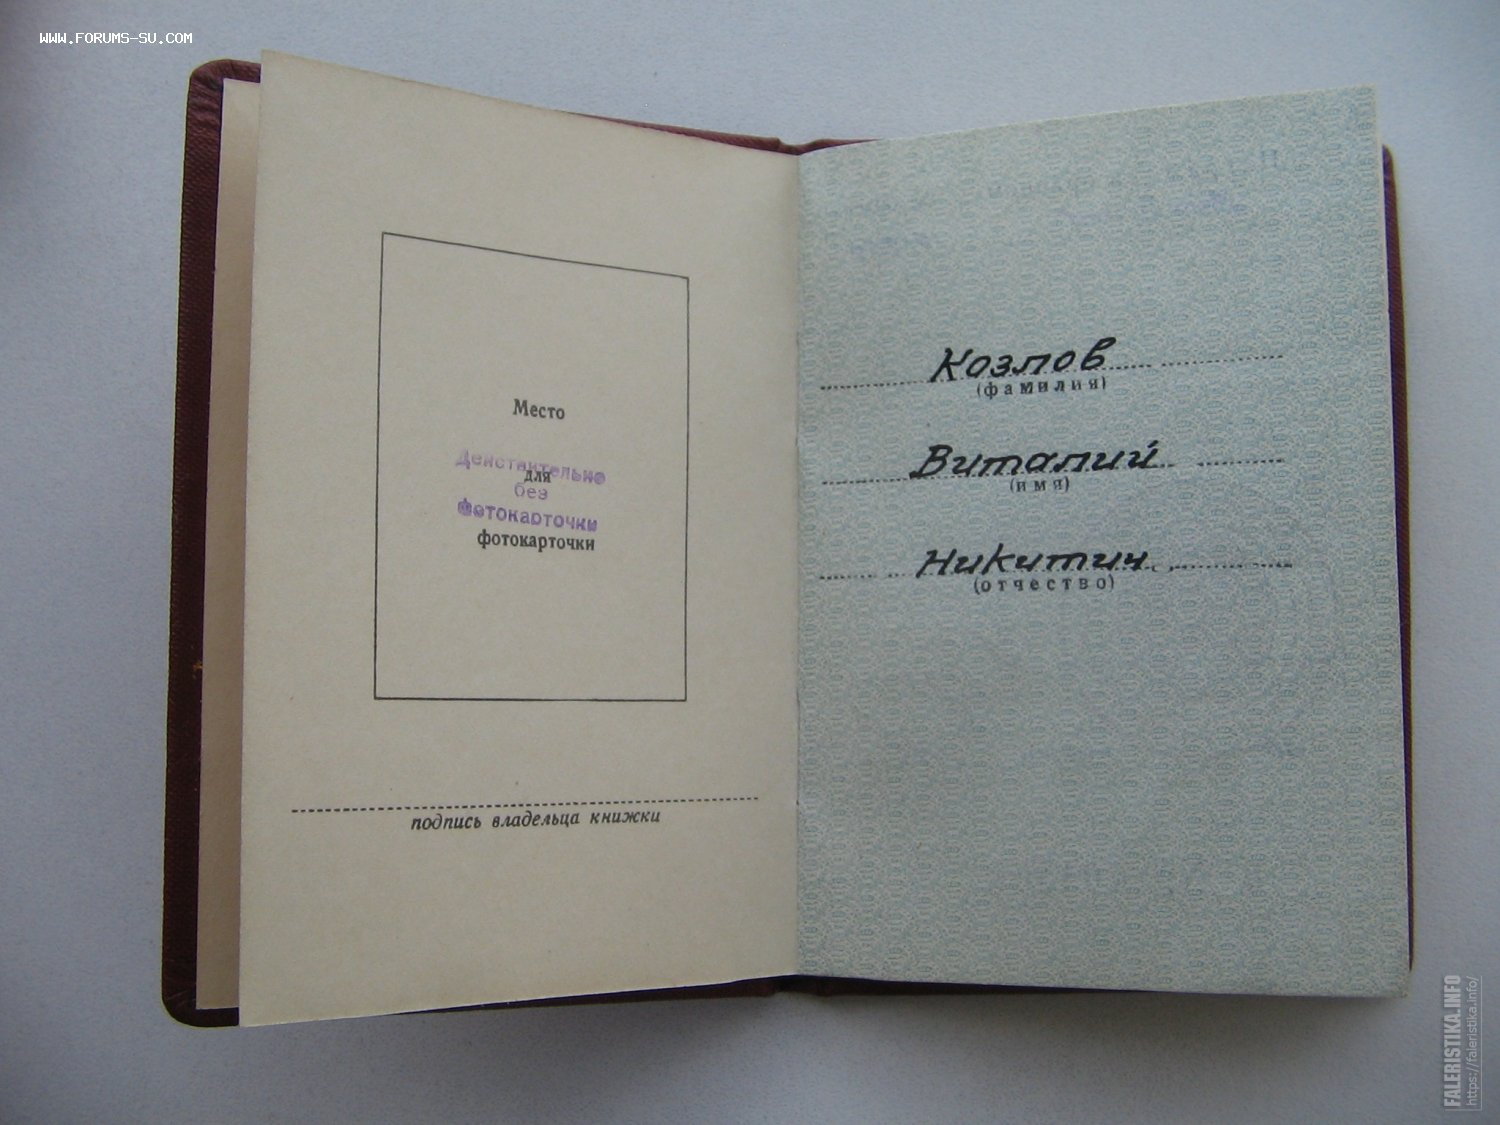 WWW.FORUMS-SU.COM
Место
Действительно
для
без
фотокарточки
фотокарточки
подпись владельца книжки
Козлов
(фамилия)
Виталий
(имя)
Никитич
(отчество)
FALERISTIKA.INFO
https://faleristika.info/